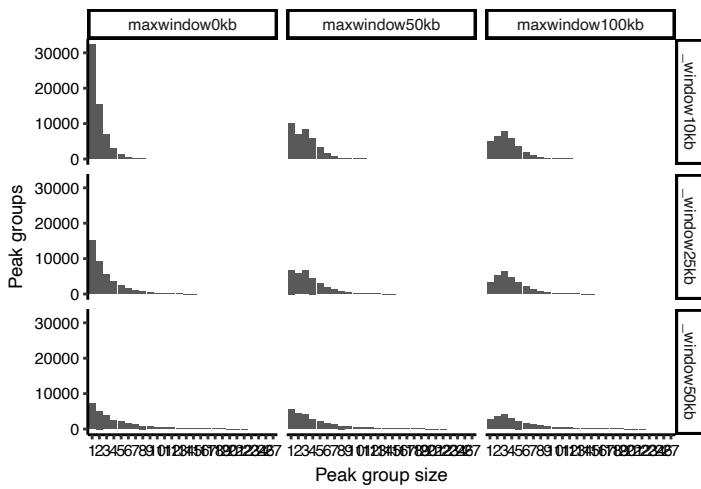 maxwindow0kb maxwindow50kb maxwindow100kb
30000
20000
10000
0
_window10kb
30000
20000
10000
0
_window25kb
30000
20000
10000
0
_window50kb
Peak groups
Peak group size